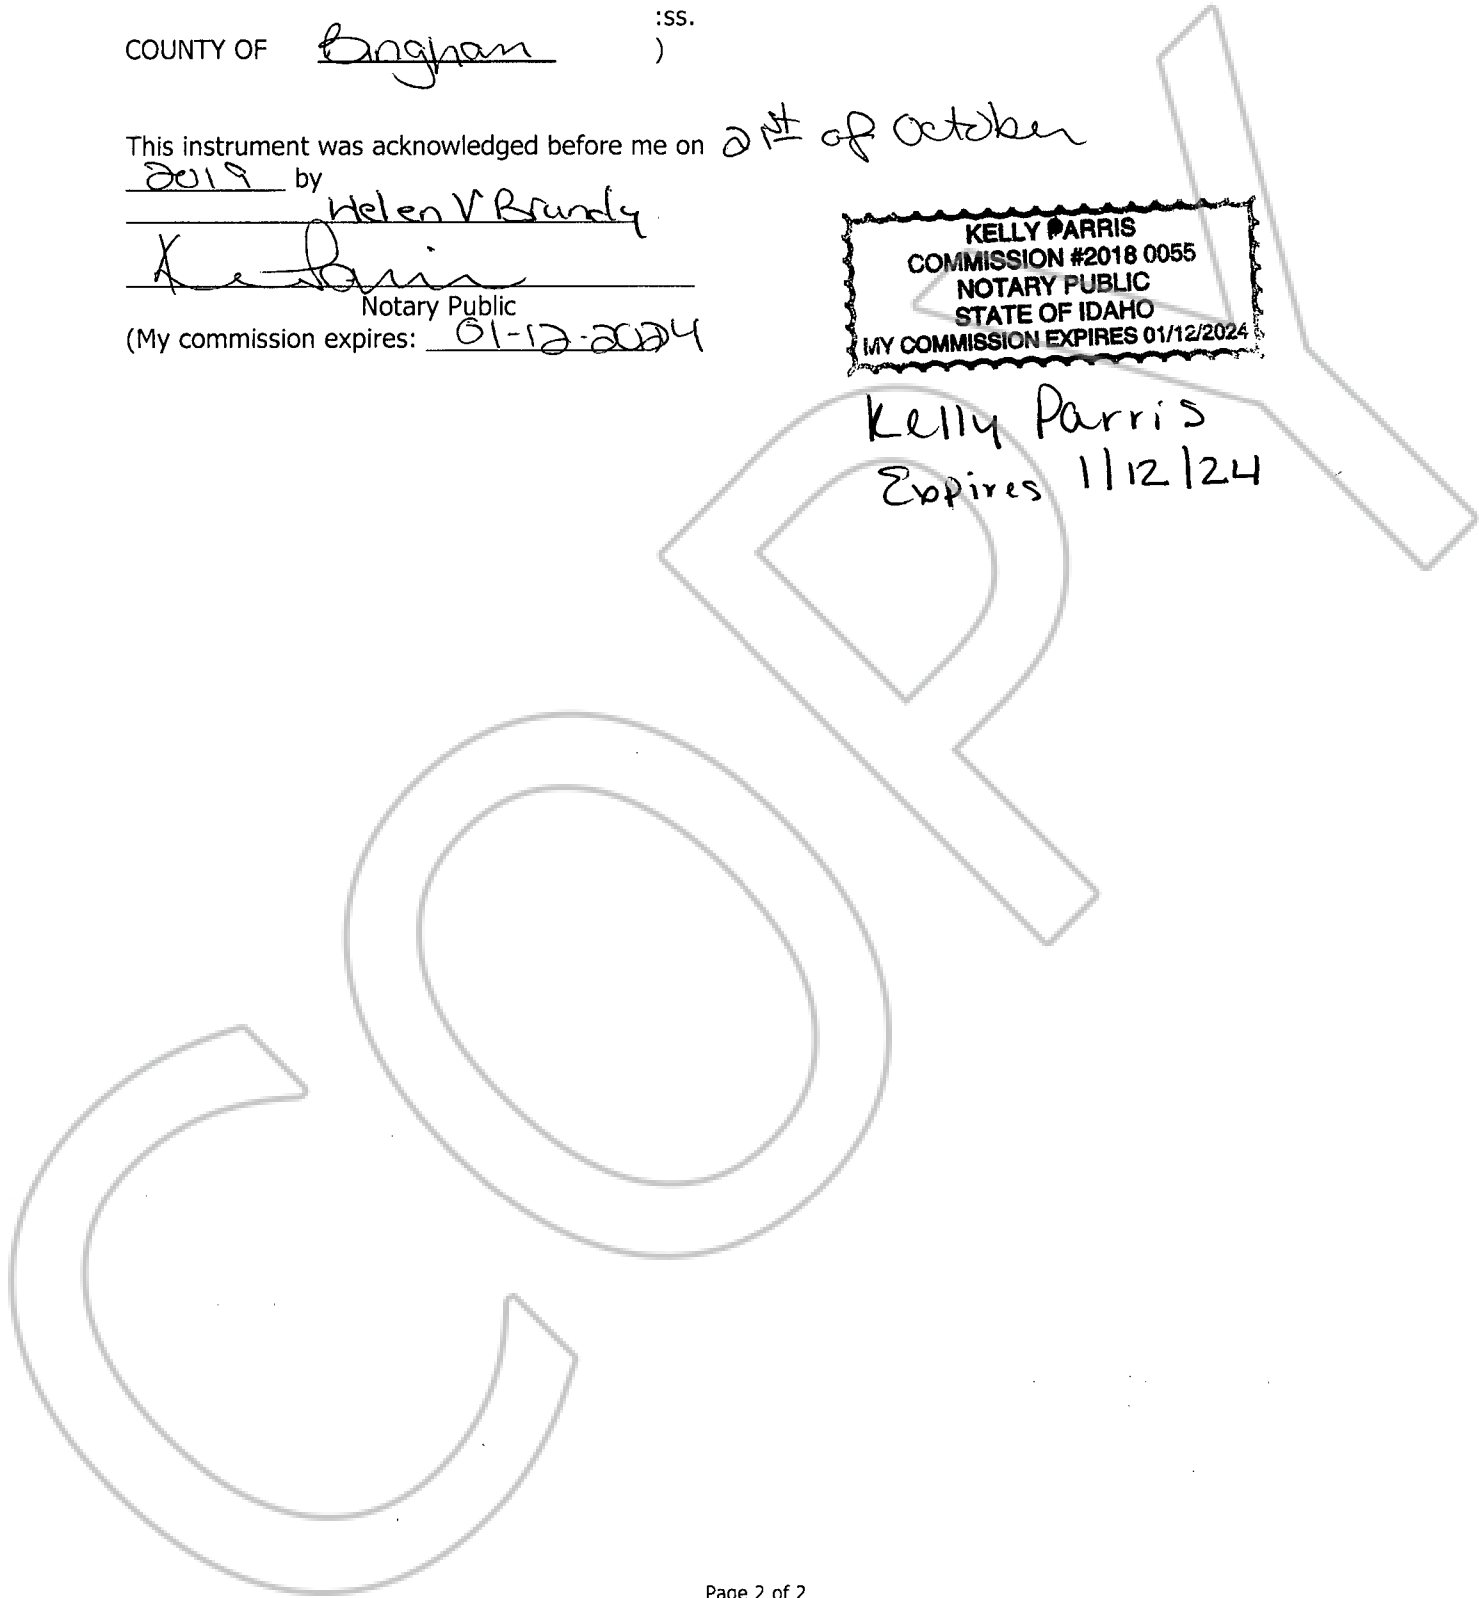 :ss.
COUNTY OF Bingham )
This instrument was acknowledged before me on 21st of October
2019 by
Helen V Brundy
Notary Public
(My commission expires: 01-12-2024
KELLY PARRIS
COMMISSION #2018 0055
NOTARY PUBLIC
STATE OF IDAHO
MY COMMISSION EXPIRES 01/12/2024
Kelly Parris
Expires 1/12/24
COPY
Page 2 of 2